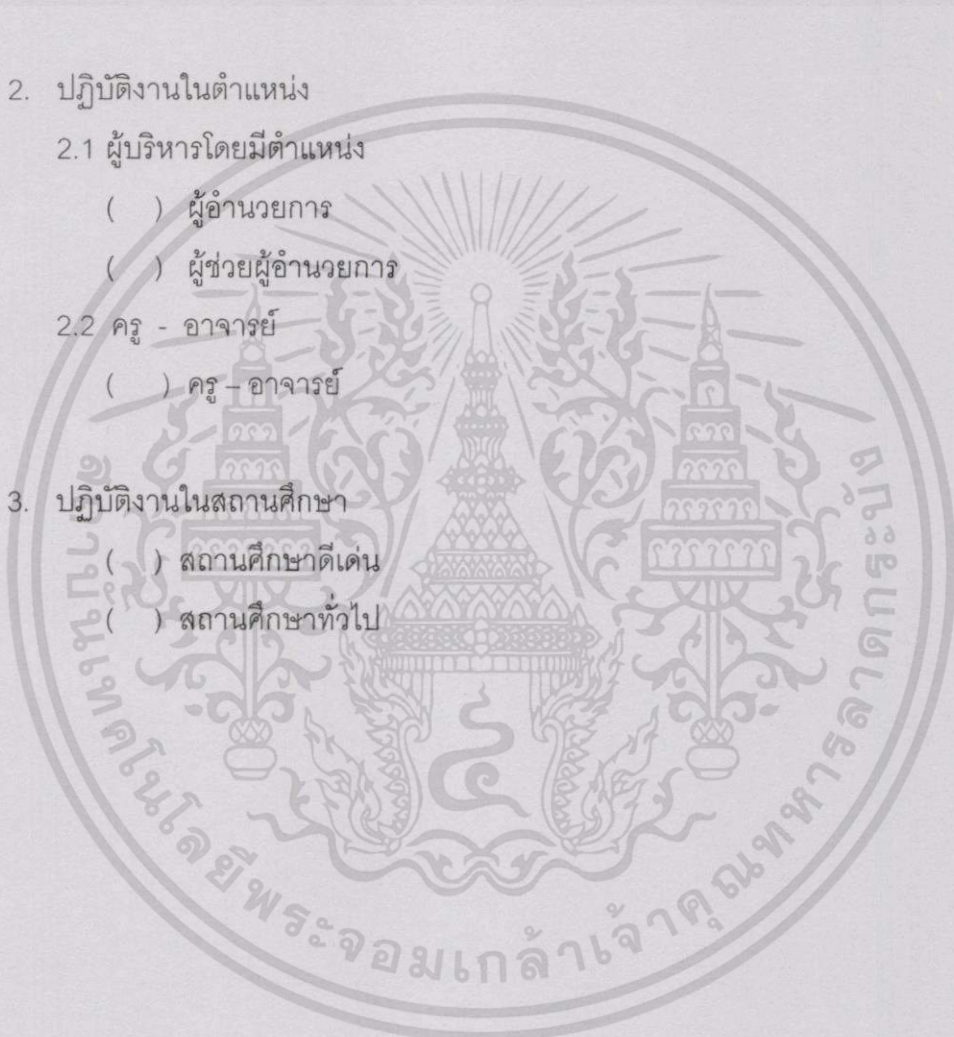 2. ปฏิบัติงานในตำแหน่ง
2.1 ผู้บริหารโดยมีตำแหน่ง
( ) ผู้อำนวยการ
( ) ผู้ช่วยผู้อำนวยการ
2.2 ครู - อาจารย์
( ) ครู – อาจารย์
3. ปฏิบัติงานในสถานศึกษา
( ) สถานศึกษาดีเด่น
( ) สถานศึกษาทั่วไป
สถาบันเทคโนโลยีพระจอมเกล้าเจ้าคุณทหารลาดกระบัง
๔